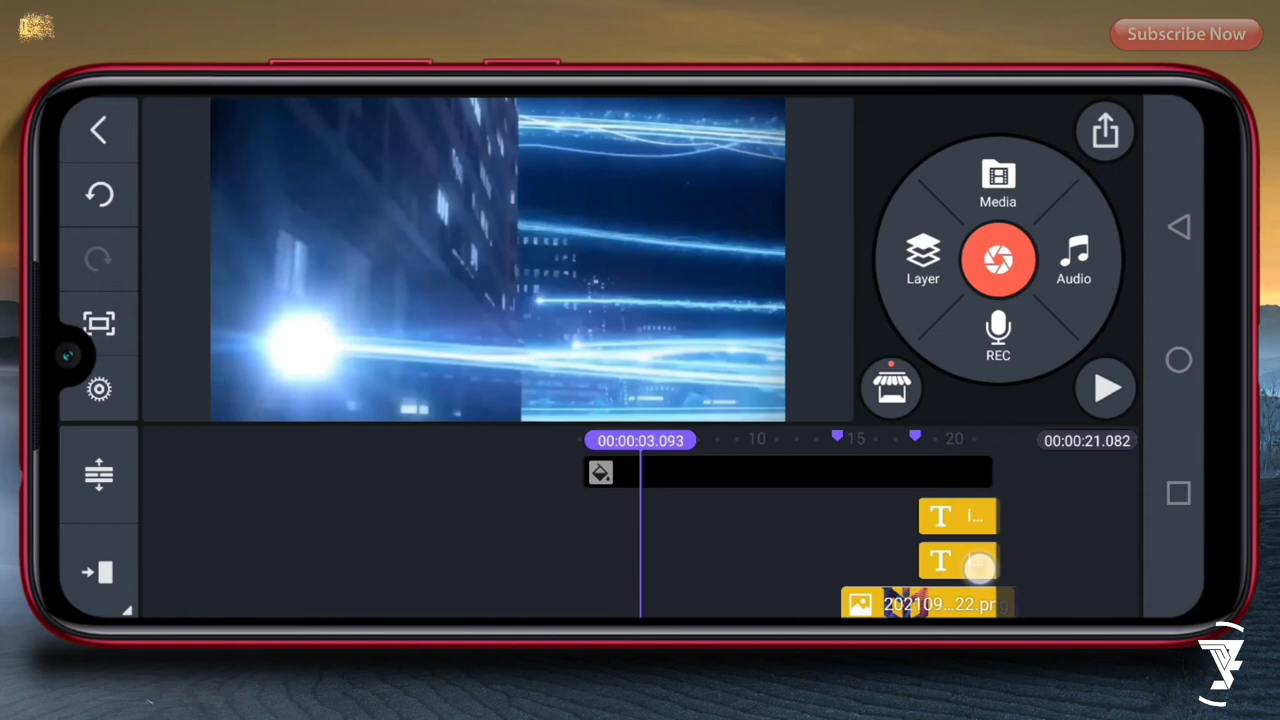 Subscribe Now
Media
Layer
Audio
REC
00:00:03.093
10
15
20
00:00:21.082
T I...
T
202109...22.png